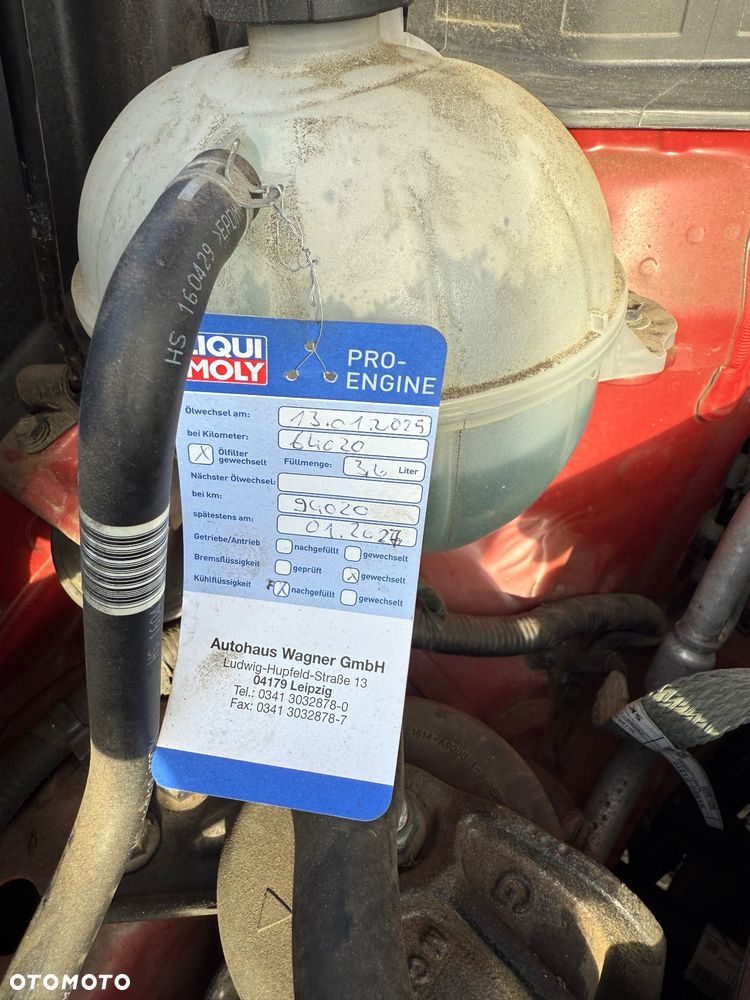 HS 160429 >EPDM
LIQUI
MOLY
PRO-
ENGINE
Ölwechsel am: 13.01.2025
bei Kilometer: 64020
X Ölfilter gewechselt Füllmenge: 3,6 Liter
Nächster Ölwechsel:
bei km: 94020
spätestens am: 01.2027
Getriebe/Antrieb nachgefüllt gewechselt
Bremsflüssigkeit geprüft X gewechselt
Kühlflüssigkeit X nachgefüllt gewechselt
Autohaus Wagner GmbH
Ludwig-Hupfeld-Straße 13
04179 Leipzig
Tel.: 0341 3032878-0
Fax: 0341 3032878-7
OTOMOTO